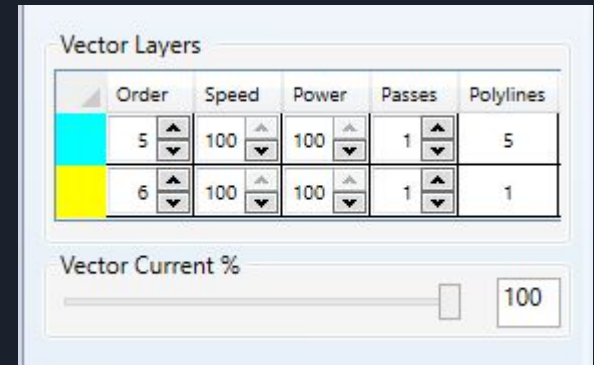 Vector Layers
Order Speed Power Passes Polylines
5 100 100 1 5
6 100 100 1 1
Vector Current %
100